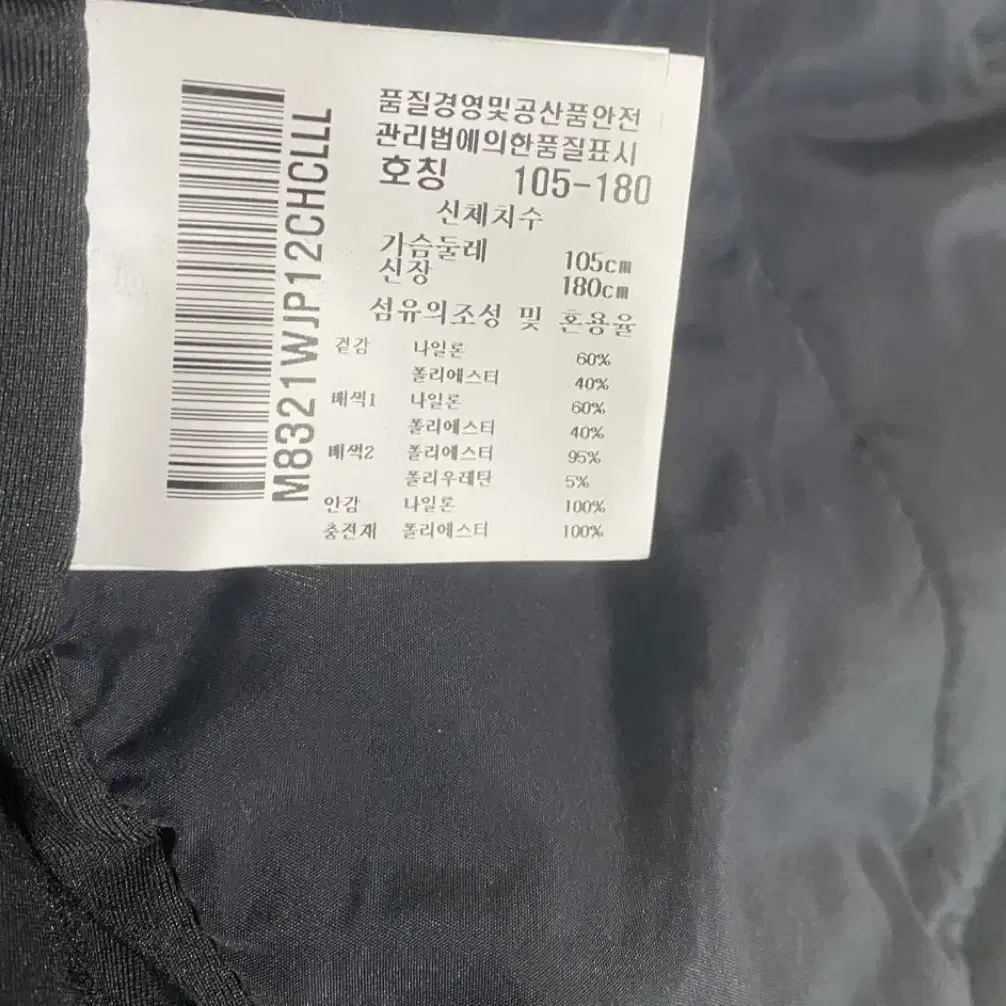 품질경영및공산품안전
관리법에의한품질표시
호칭 105-180
신체치수
가슴둘레 105cm
신장 180cm
섬유의조성 및 혼용율
겉감 나일론 60%
폴리에스터 40%
배색1 나일론 60%
폴리에스터 40%
배색2 폴리에스터 95%
폴리우레탄 5%
안감 나일론 100%
충전재 폴리에스터 100%
M8321WJP12CHCLLL